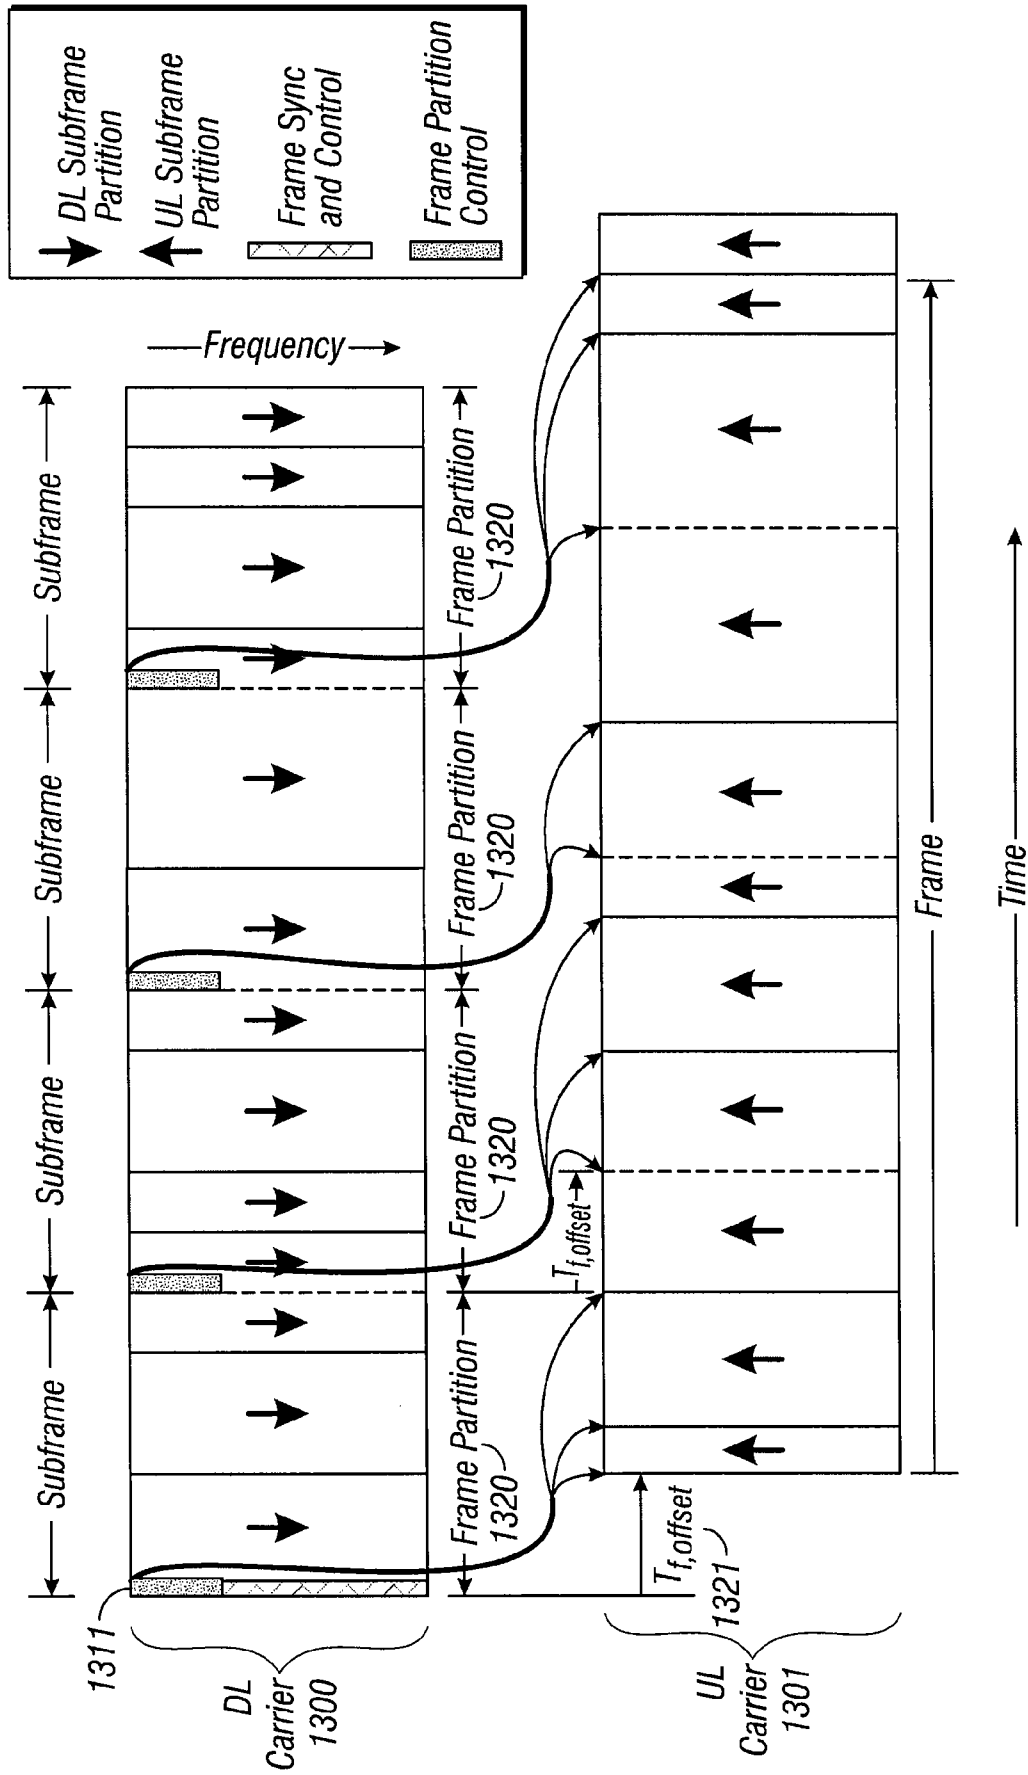 DL Subframe
Partition
UL Subframe
Partition
Frame Sync
and Control
Frame Partition
Control
Subframe
Subframe
Subframe
Subframe
Frequency
1311
DL
Carrier
1300
Frame Partition
1320
Frame Partition
1320
Frame Partition
1320
Frame Partition
1320
Tf,offset
1321
Tf,offset
UL
Carrier
1301
Frame
Time